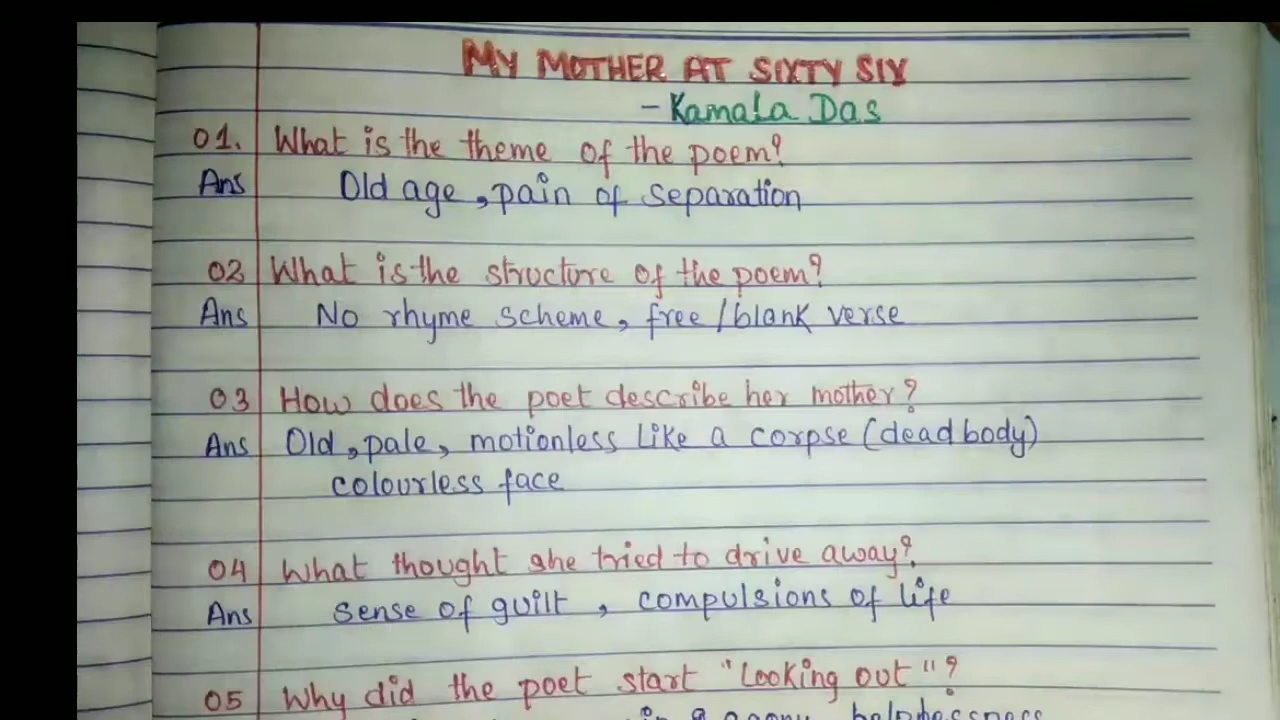 MY MOTHER AT SIXTY SIX
- Kamala Das
01. What is the theme of the poem?
Ans Old age, pain of separation
02 What is the structure of the poem?
Ans No rhyme scheme, free/blank verse
03 How does the poet describe her mother?
Ans Old, pale, motionless like a corpse (dead body)
colourless face
04 What thought she tried to drive away?
Ans sense of guilt, compulsions of life
05 Why did the poet start "looking out"?